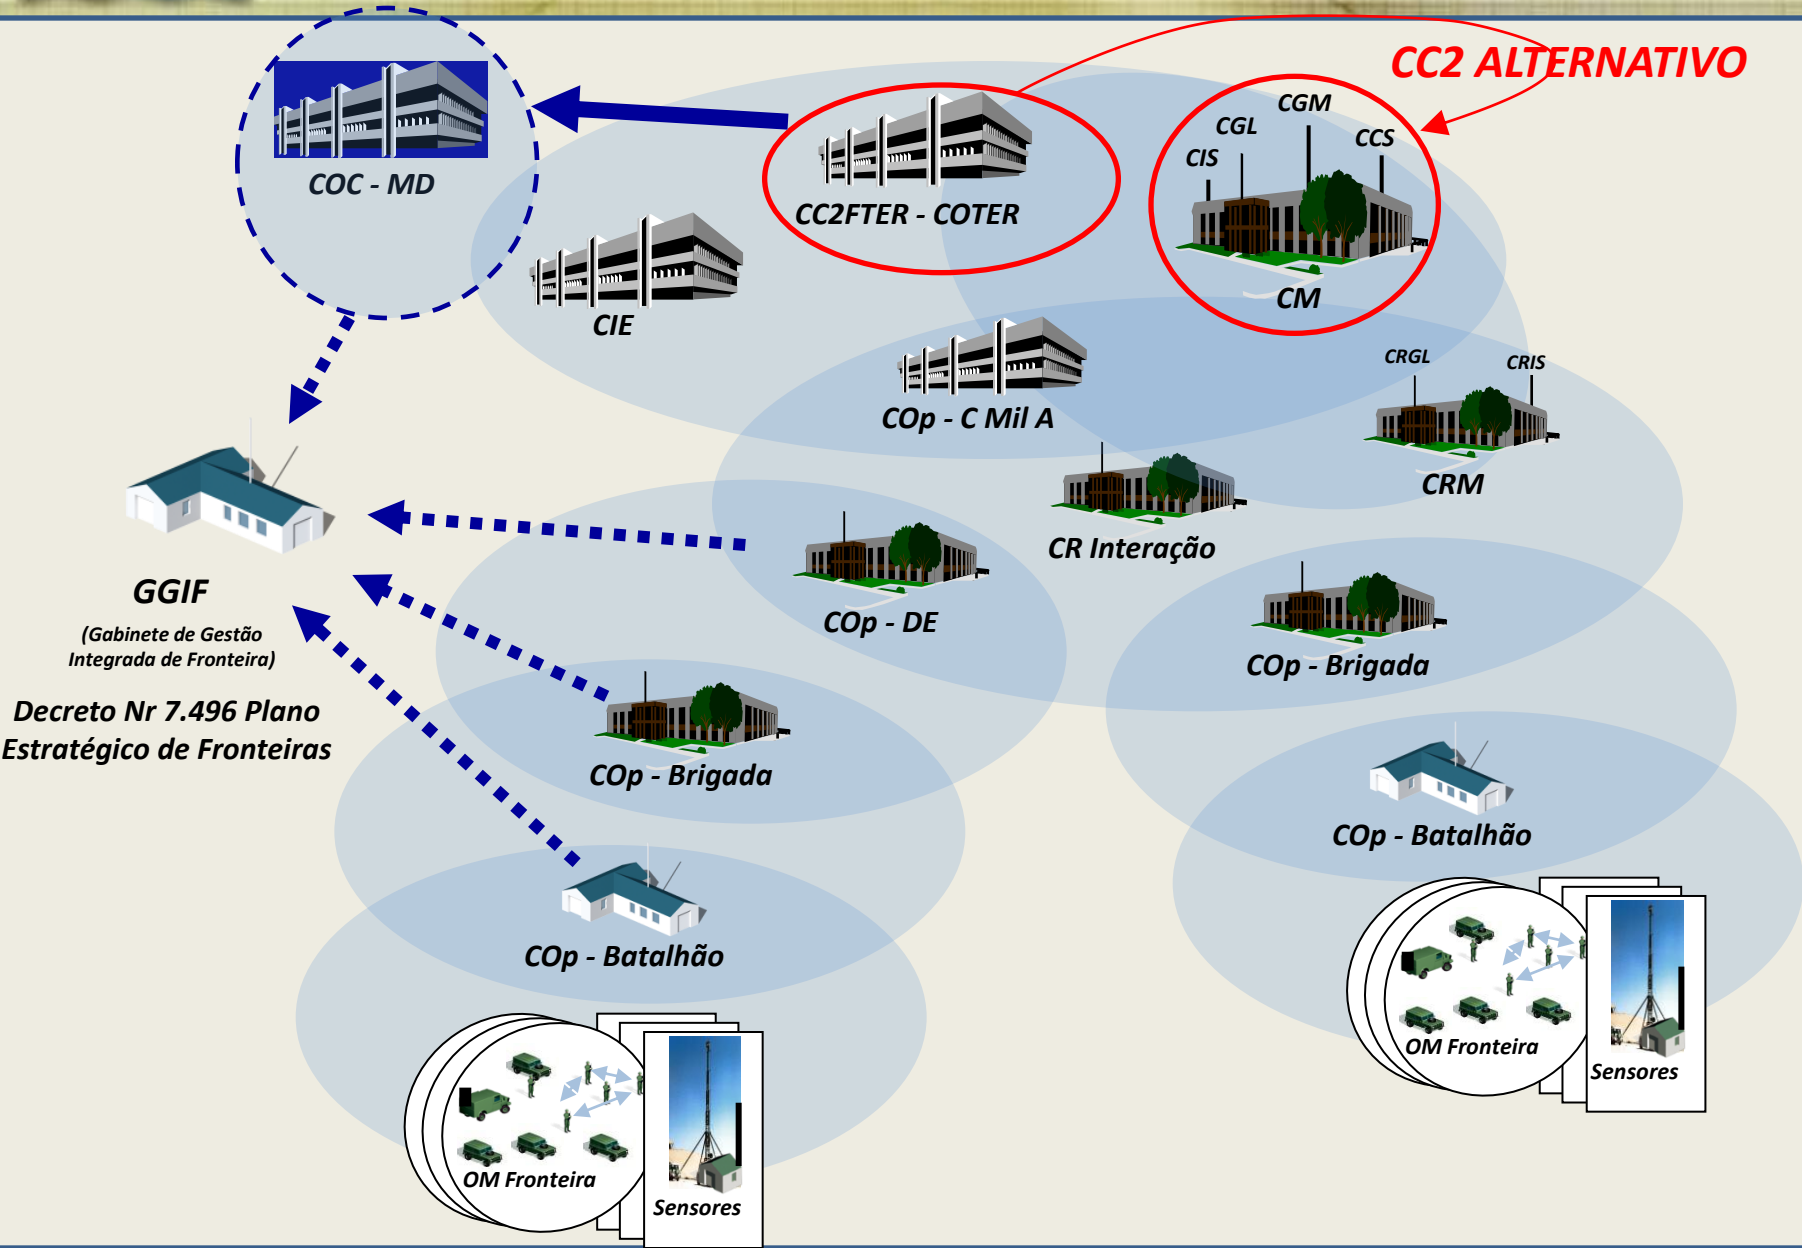 CC2 ALTERNATIVO
CGM
CGL
CCS
CIS
COC - MD
CC2FTER - COTER
CM
CIE
CRGL
CRIS
COp - C Mil A
CRM
CR Interação
GGIF
(Gabinete de Gestão
Integrada de Fronteira)
COp - DE
COp - Brigada
Decreto Nr 7.496 Plano
Estratégico de Fronteiras
COp - Brigada
COp - Batalhão
COp - Batalhão
OM Fronteira
Sensores
OM Fronteira
Sensores